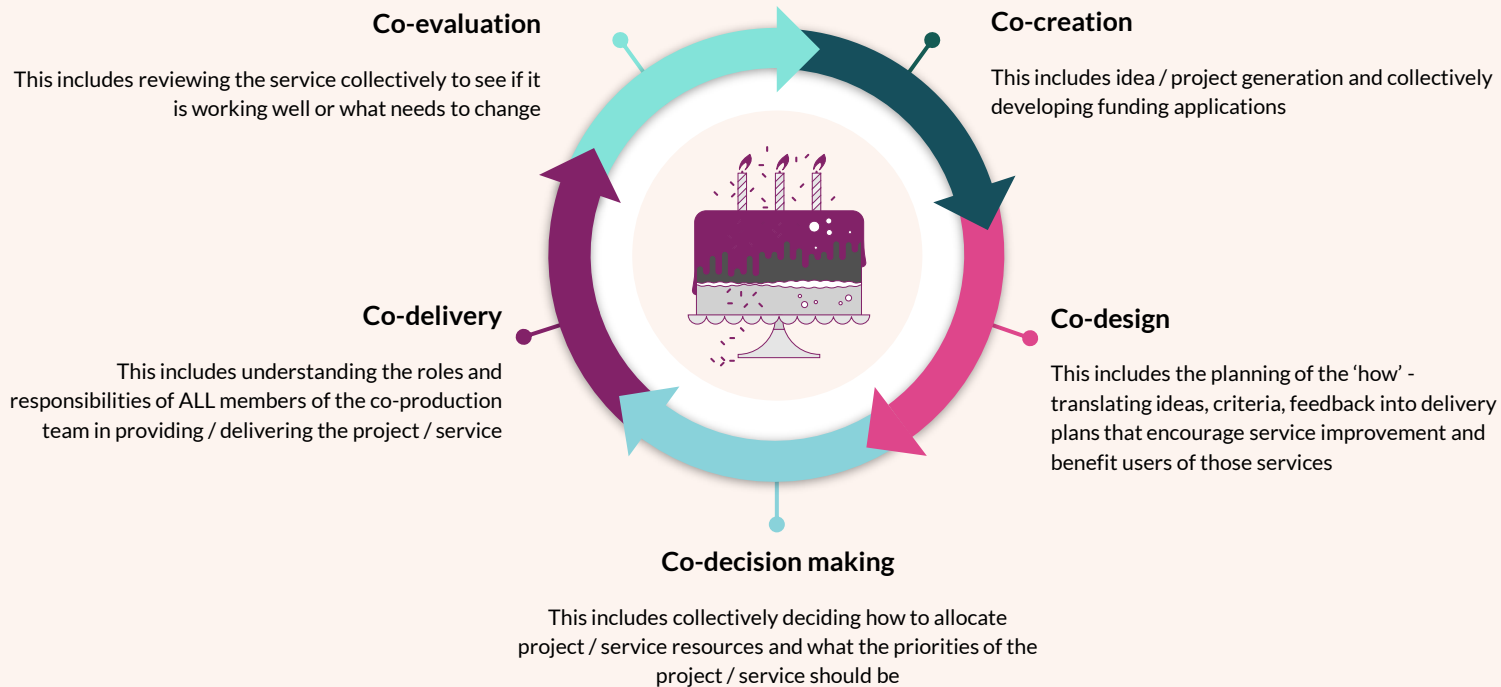 Co-evaluation
This includes reviewing the service collectively to see if it
is working well or what needs to change
Co-creation
This includes idea / project generation and collectively
developing funding applications
Co-delivery
This includes understanding the roles and
responsibilities of ALL members of the co-production
team in providing / delivering the project / service
Co-design
This includes the planning of the ‘how’ -
translating ideas, criteria, feedback into delivery
plans that encourage service improvement and
benefit users of those services
Co-decision making
This includes collectively deciding how to allocate
project / service resources and what the priorities of the
project / service should be